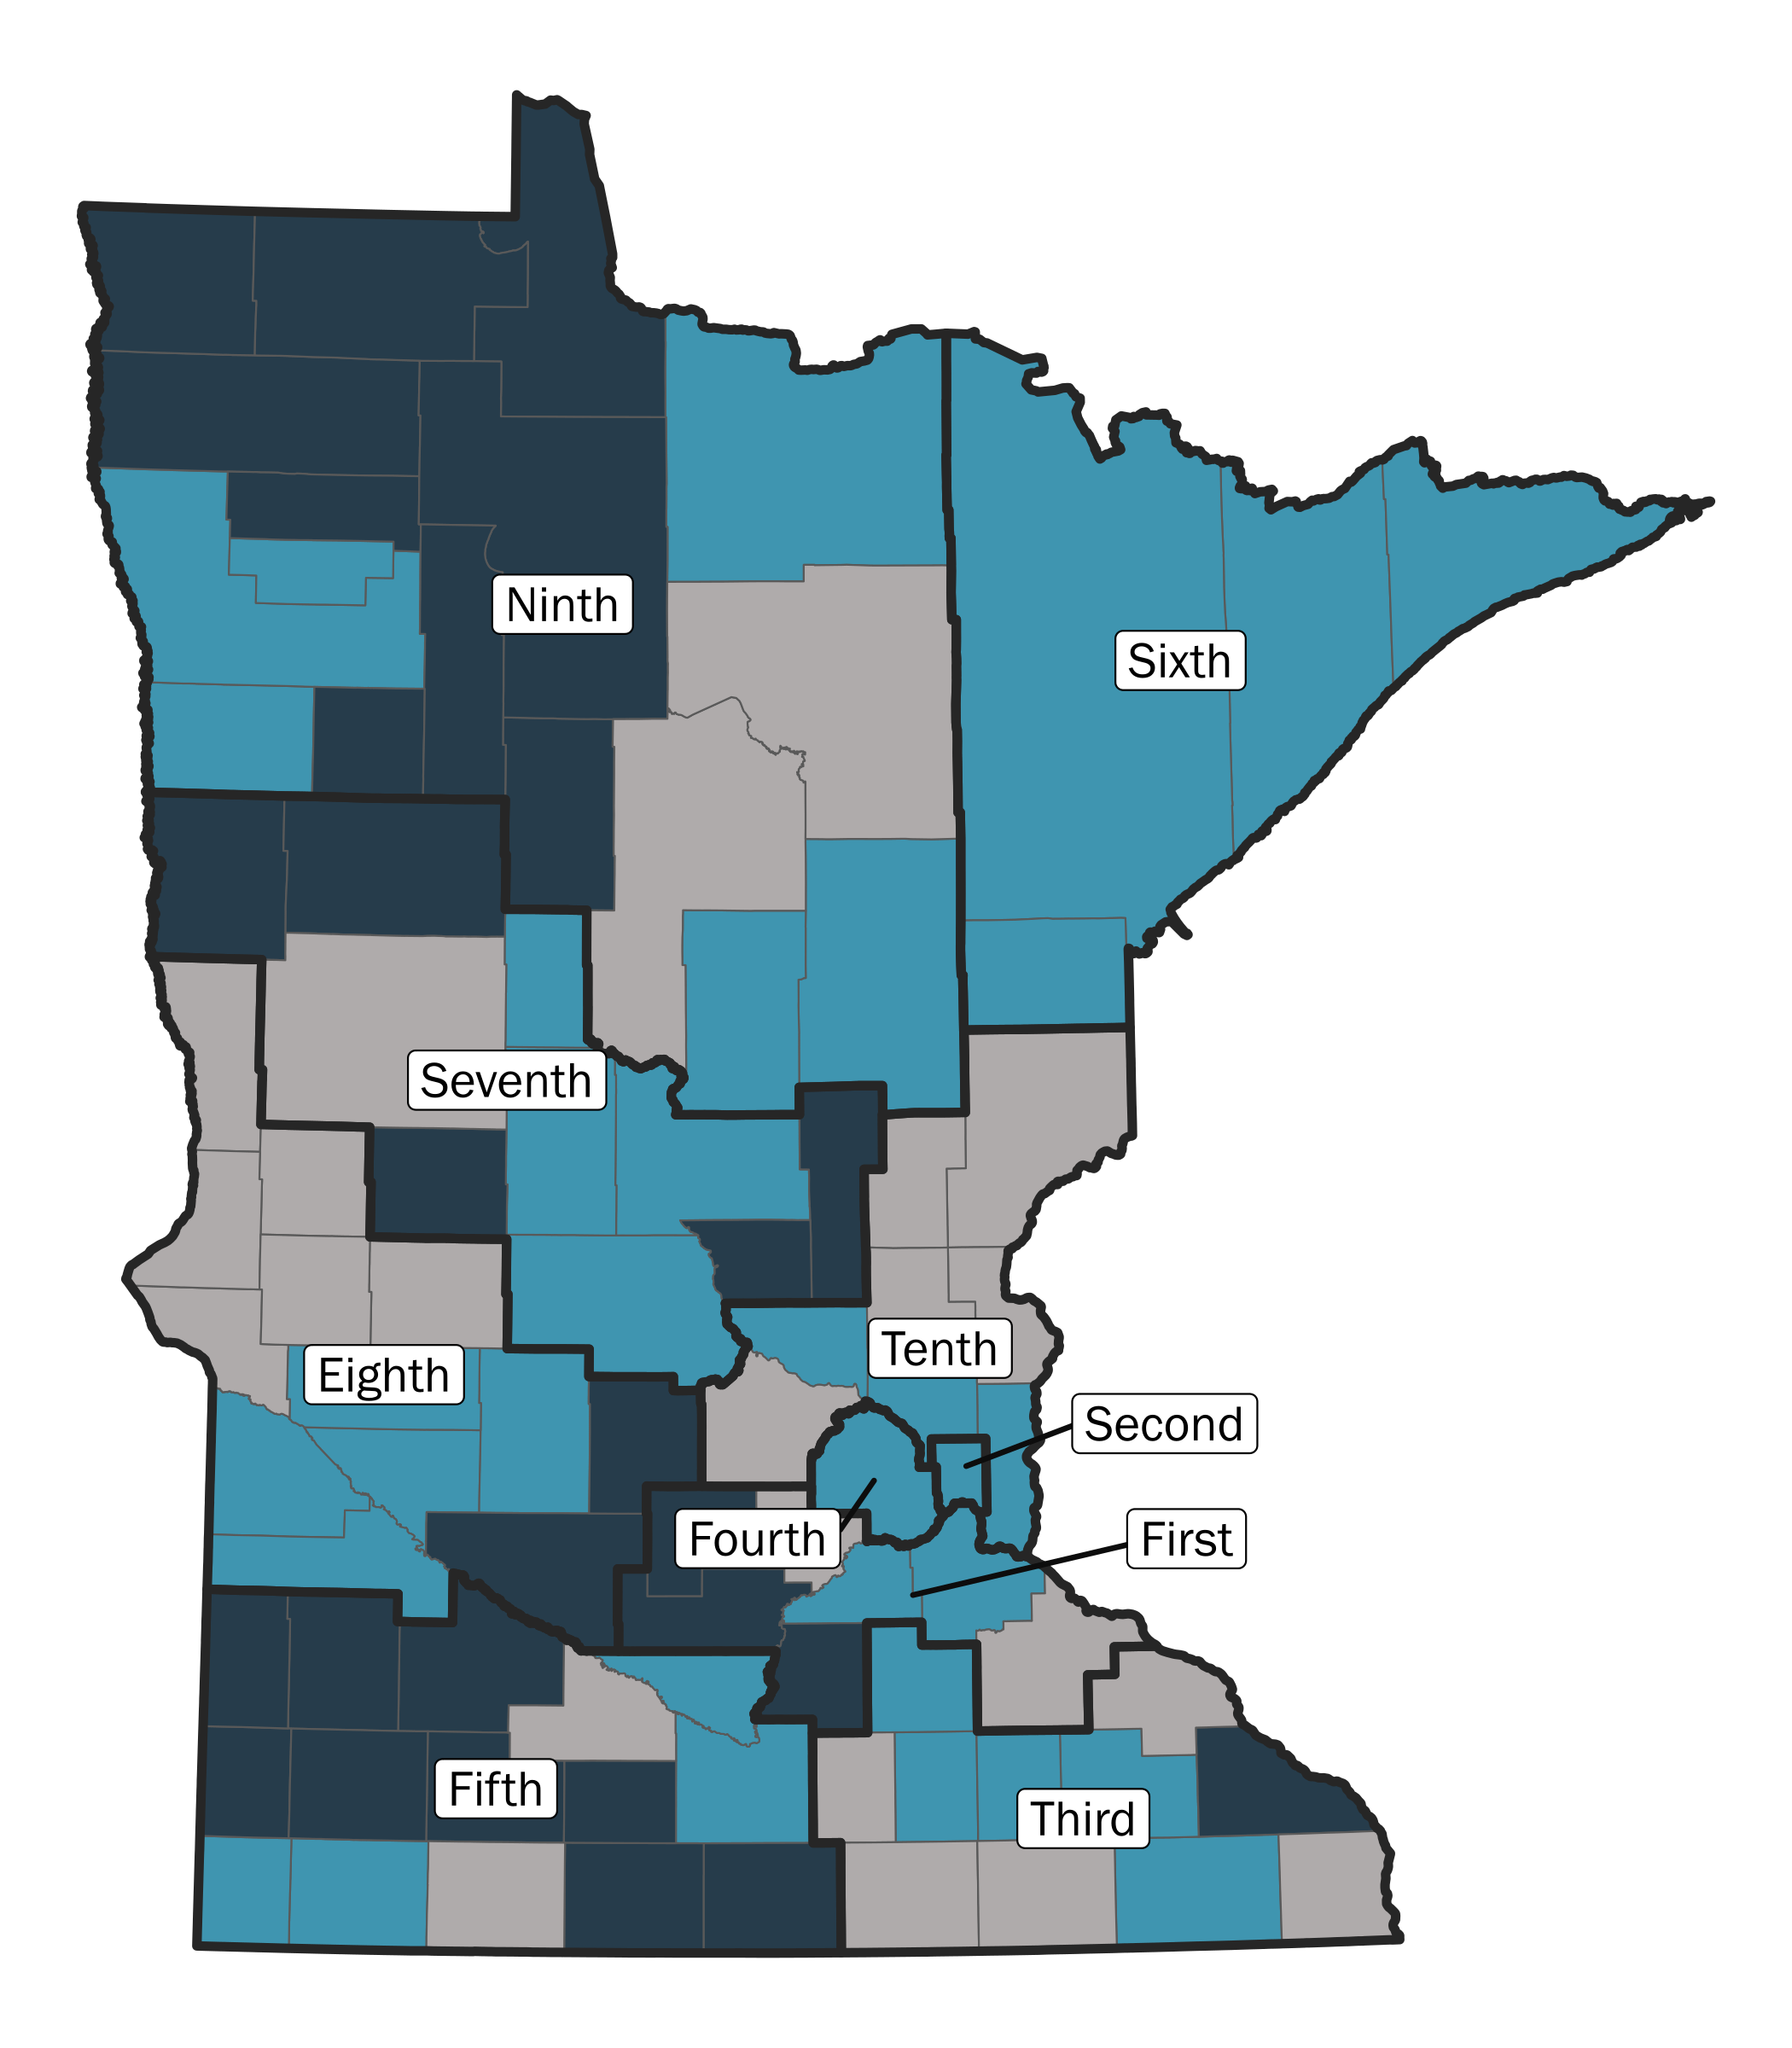 Ninth
Sixth
Seventh
Tenth
Eighth
Second
Fourth
First
Fifth
Third